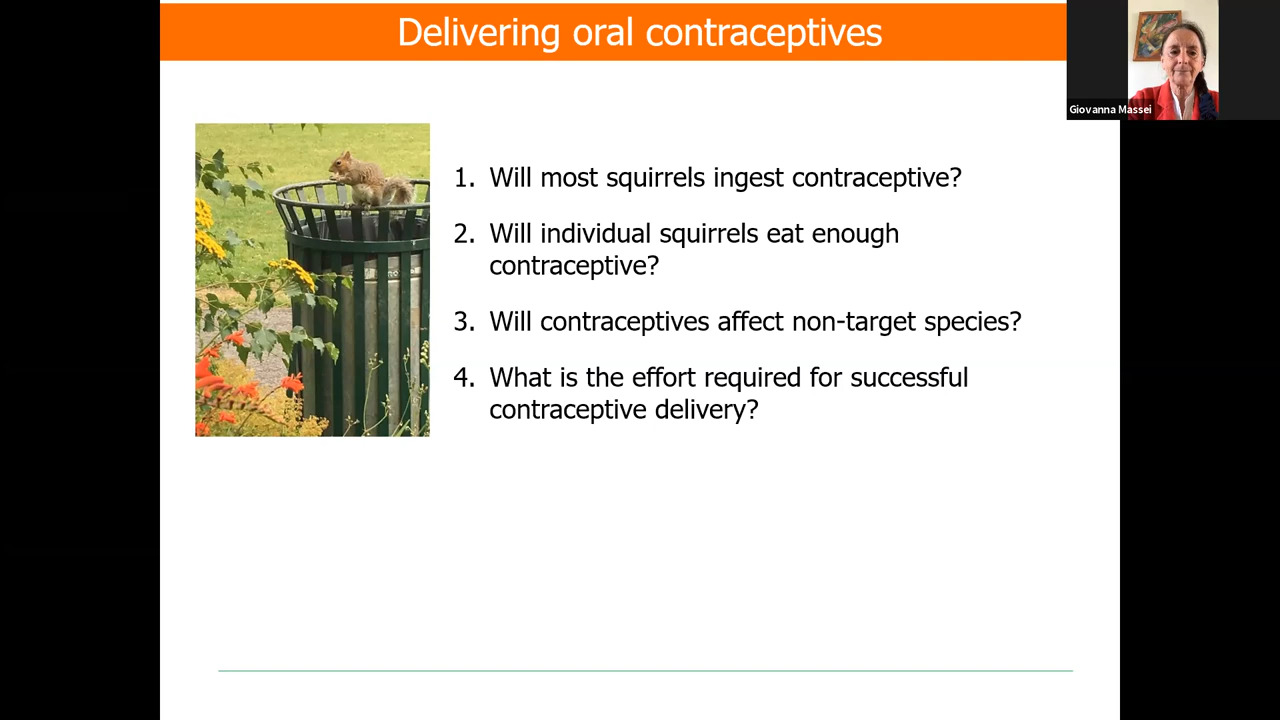 Delivering oral contraceptives
Giovanna Massei
1. Will most squirrels ingest contraceptive?
2. Will individual squirrels eat enough
contraceptive?
3. Will contraceptives affect non-target species?
4. What is the effort required for successful
contraceptive delivery?